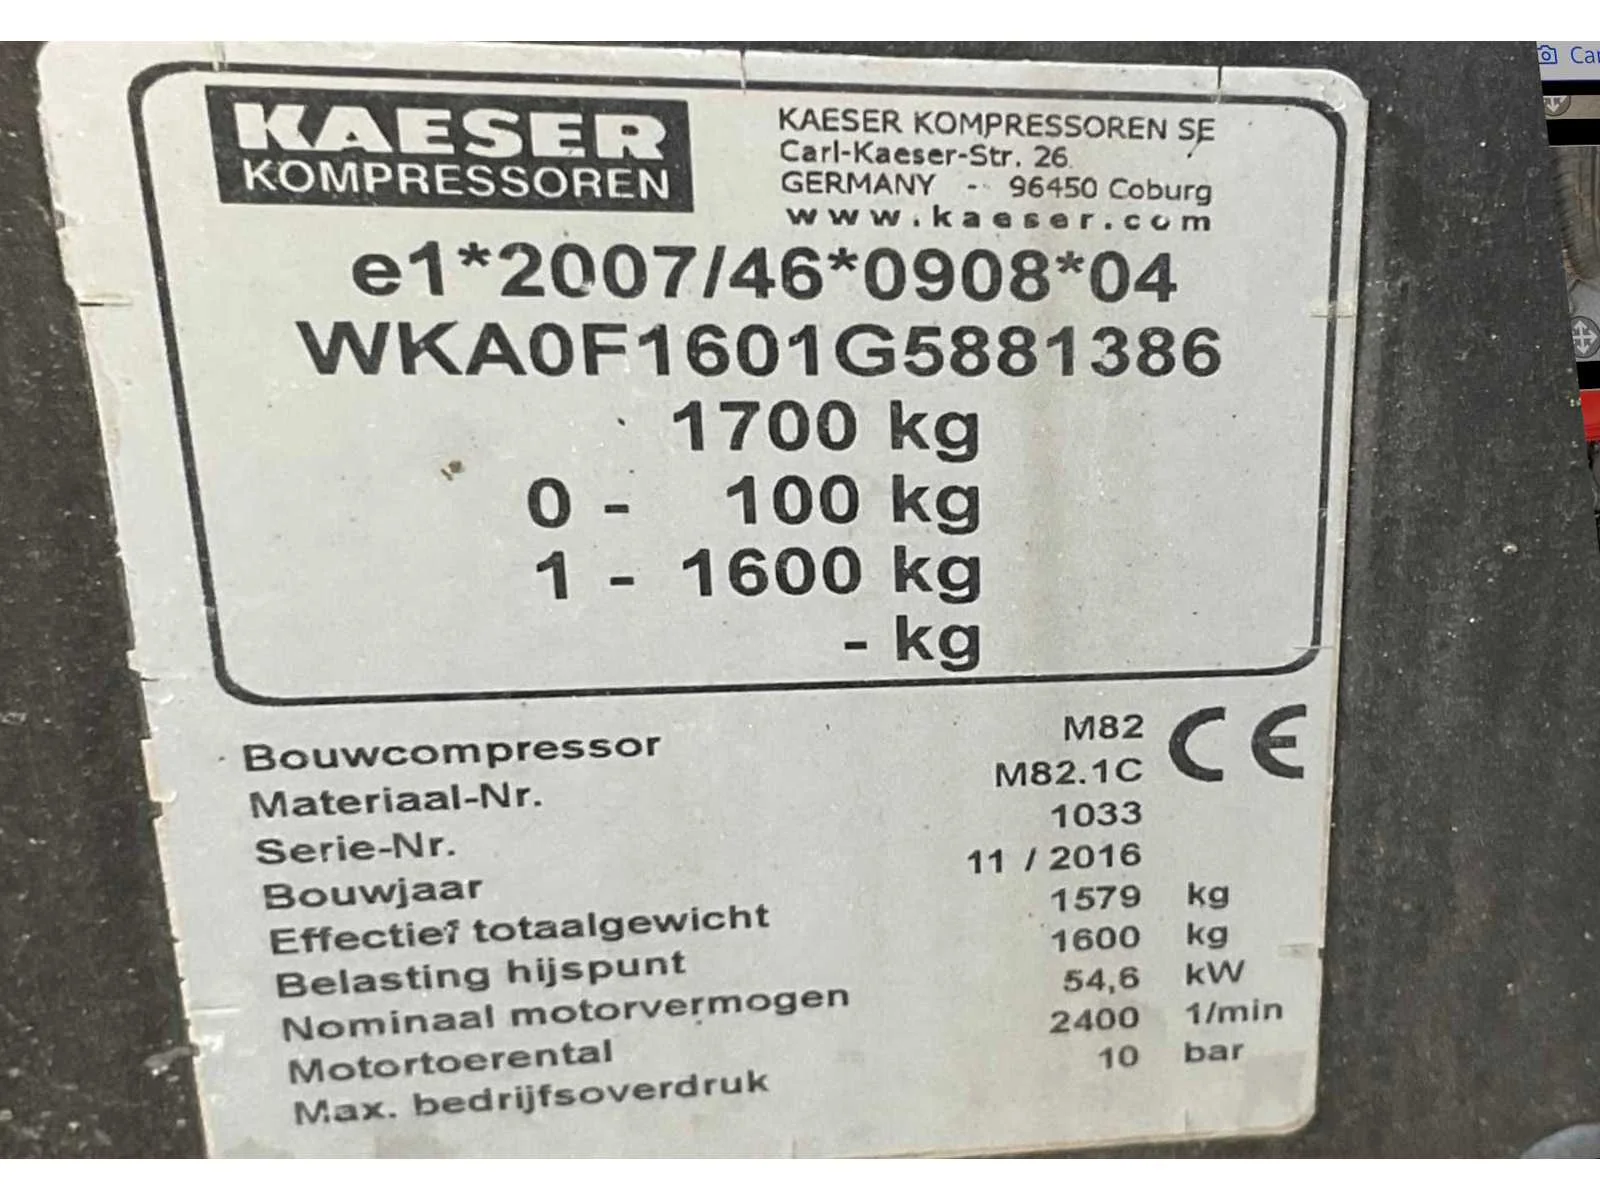 KAESER
KOMPRESSOREN
KAESER KOMPRESSOREN SE
Carl-Kaeser-Str. 26
GERMANY - 96450 Coburg
www.kaeser.com
e1*2007/46*0908*04
WKA0F1601G5881386
1700 kg
0 - 100 kg
1 - 1600 kg
- kg
Bouwcompressor M82 CE
Materiaal-Nr. M82.1C
Serie-Nr. 1033
Bouwjaar 11 / 2016
Effectief totaalgewicht 1579 kg
Belasting hijspunt 1600 kg
Nominaal motorvermogen 54,6 kW
Motortoerental 2400 1/min
Max. bedrijfsoverdruk 10 bar